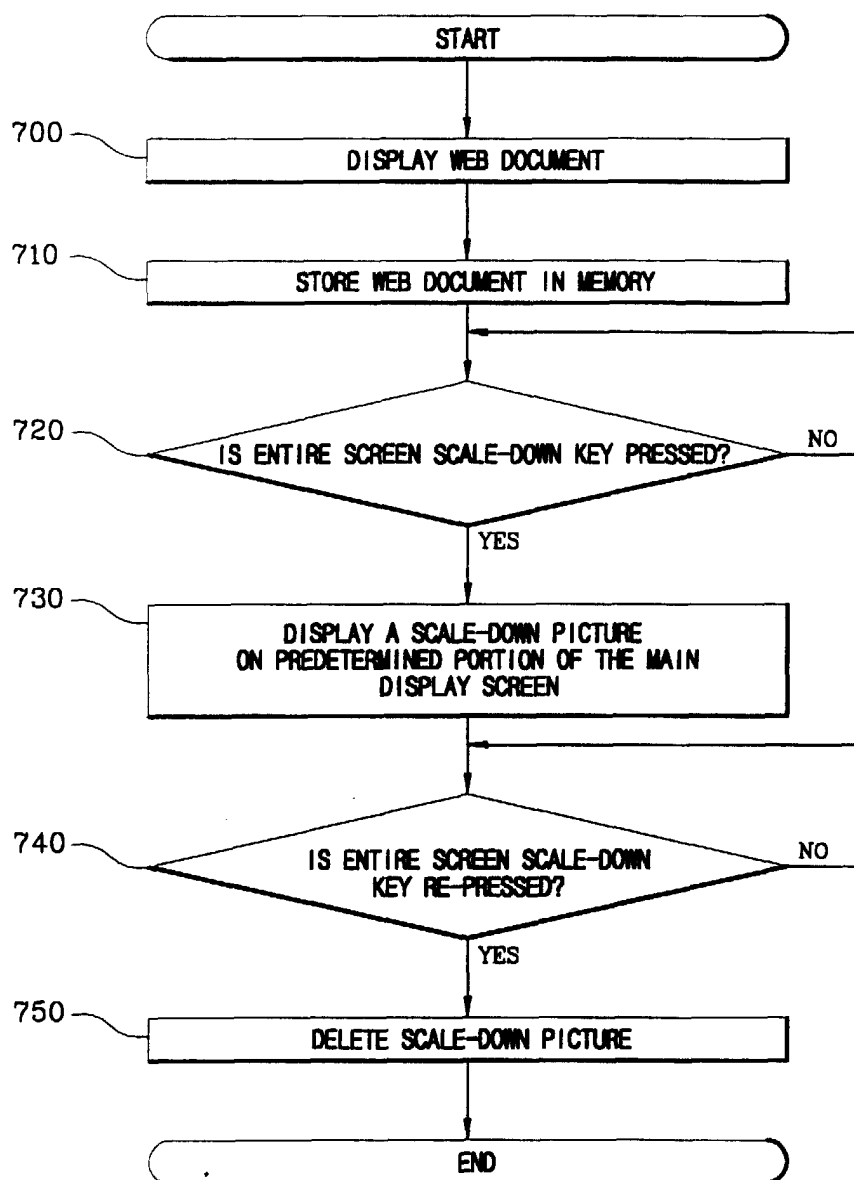 START
700
DISPLAY WEB DOCUMENT
710
STORE WEB DOCUMENT IN MEMORY
720
IS ENTIRE SCREEN SCALE-DOWN KEY PRESSED?
NO
YES
730
DISPLAY A SCALE-DOWN PICTURE
ON PREDETERMINED PORTION OF THE MAIN
DISPLAY SCREEN
740
IS ENTIRE SCREEN SCALE-DOWN
KEY RE-PRESSED?
NO
YES
750
DELETE SCALE-DOWN PICTURE
END